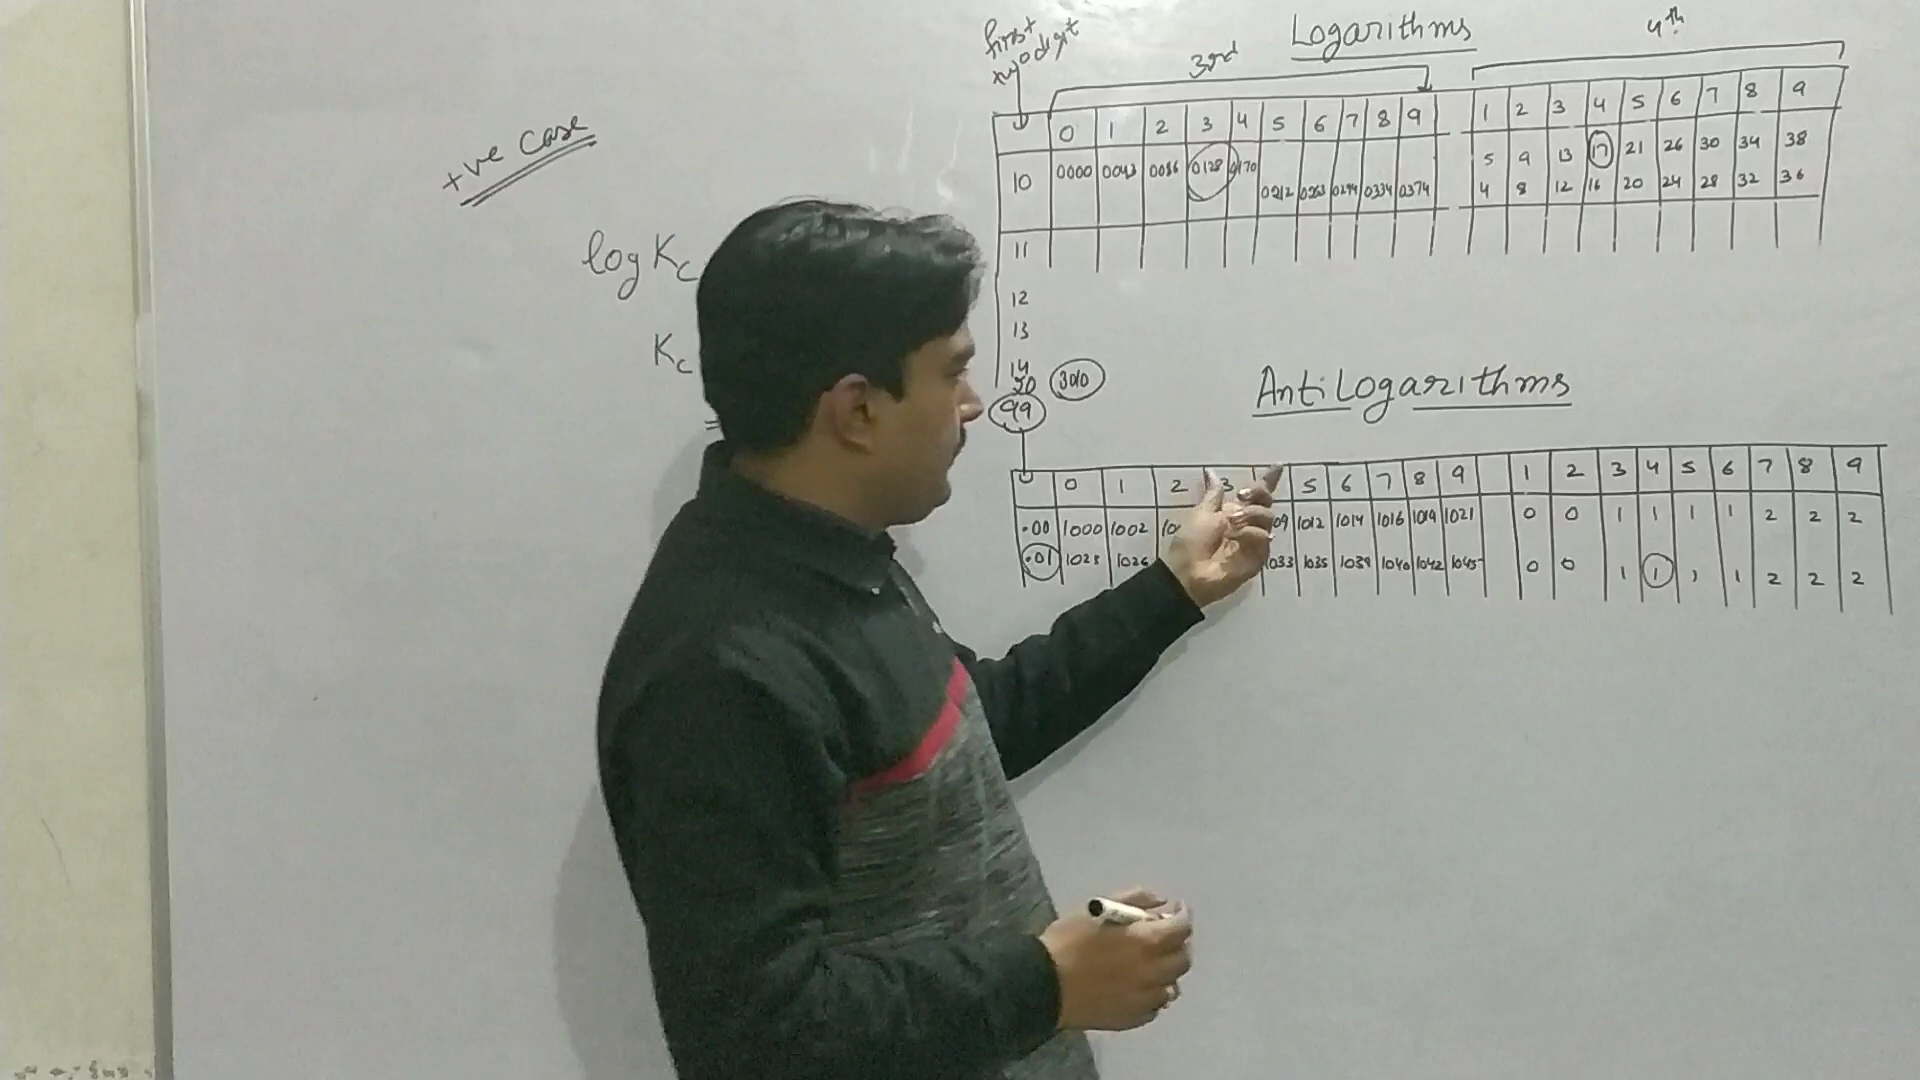 +ve case
log Kc
Kc
=
first
two digit
3rd
Logarithms
4th
0 1 2 3 4 5 6 7 8 9 1 2 3 4 5 6 7 8 9
10 0000 0043 0086 0128 0170 5 9 13 17 21 26 30 34 38
0212 0253 0294 0334 0374 4 8 12 16 20 24 28 32 36
11
12
13
14
99
AntiLogarithms
0 1 2 3 5 6 7 8 9 1 2 3 4 5 6 7 8 9
.00 1000 1002 09 1012 1014 1016 1019 1021 0 0 1 1 1 1 2 2 2
.01 1023 1026 1033 1035 1038 1040 1042 1045 0 0 1 1 1 1 2 2 2